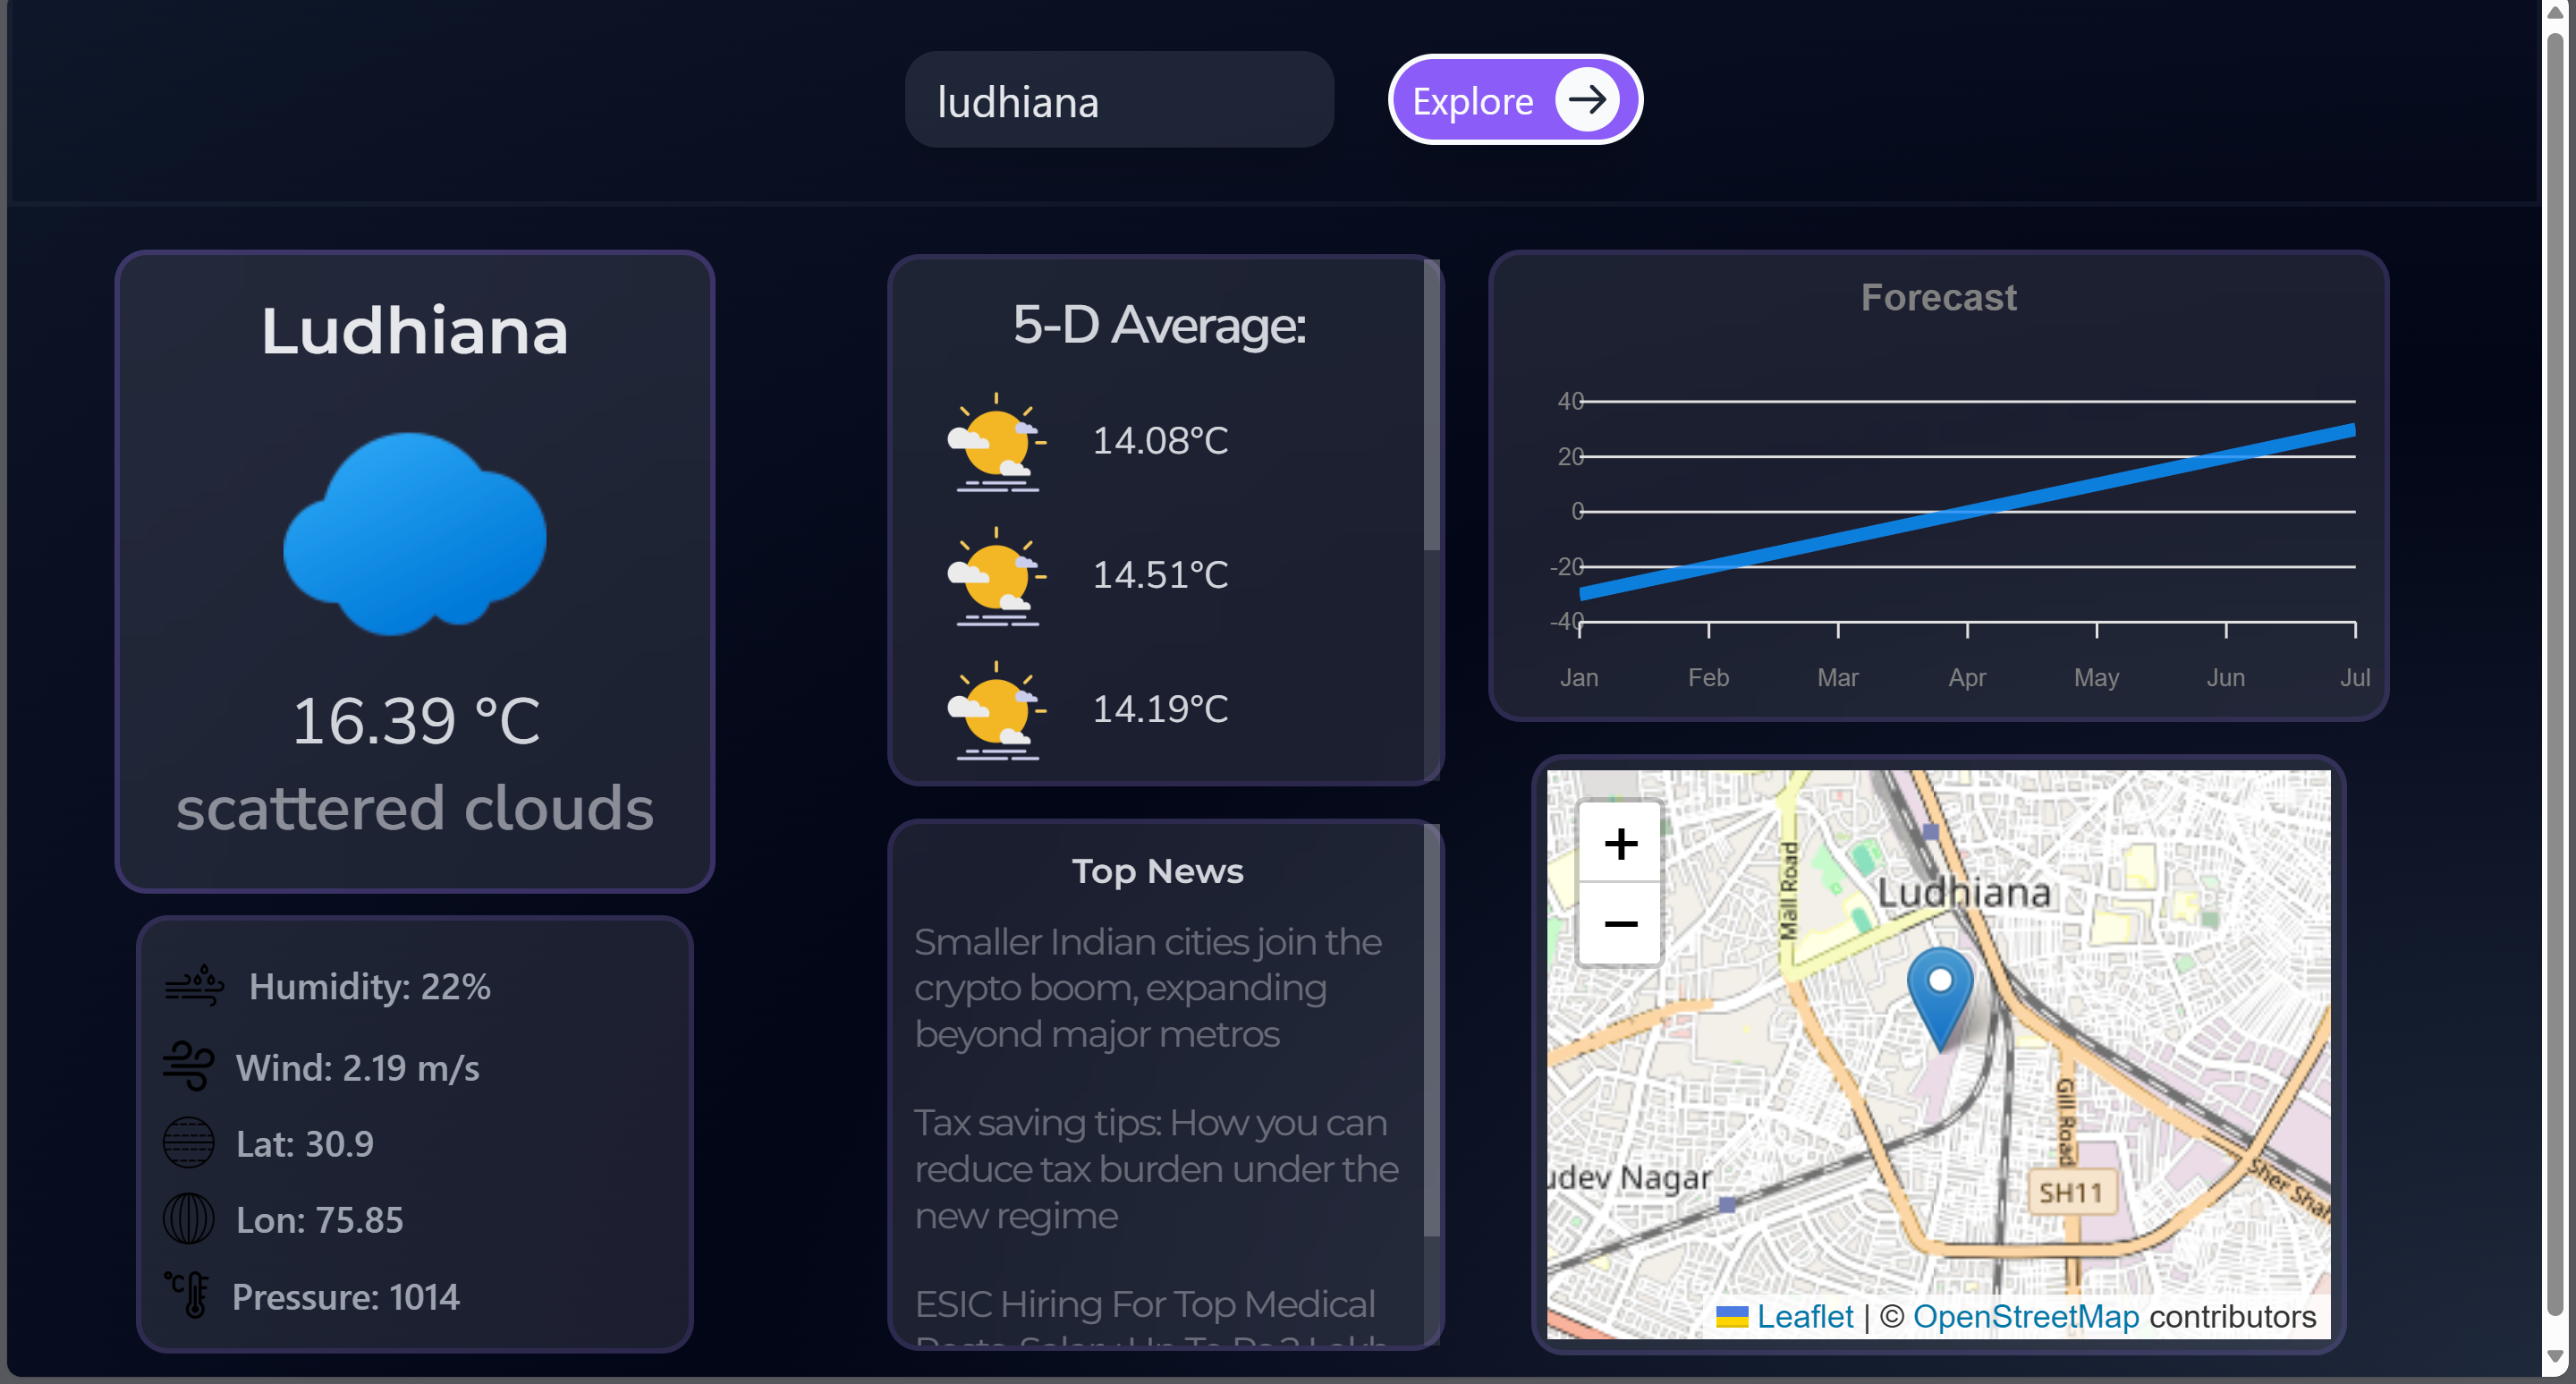 ludhiana
Explore
Ludhiana
16.39 °C
scattered clouds
Humidity: 22%
Wind: 2.19 m/s
Lat: 30.9
Lon: 75.85
°C
Pressure: 1014
5-D Average:
14.08°C
14.51°C
14.19°C
Top News
Smaller Indian cities join the
crypto boom, expanding
beyond major metros
Tax saving tips: How you can
reduce tax burden under the
new regime
ESIC Hiring For Top Medical
Forecast
40
20
0
-20
-40
Jan Feb Mar Apr May Jun Jul
+
−
Mall Road
Ludhiana
Gill Road
udev Nagar
SH11
Sher Shah
Leaflet | © OpenStreetMap contributors